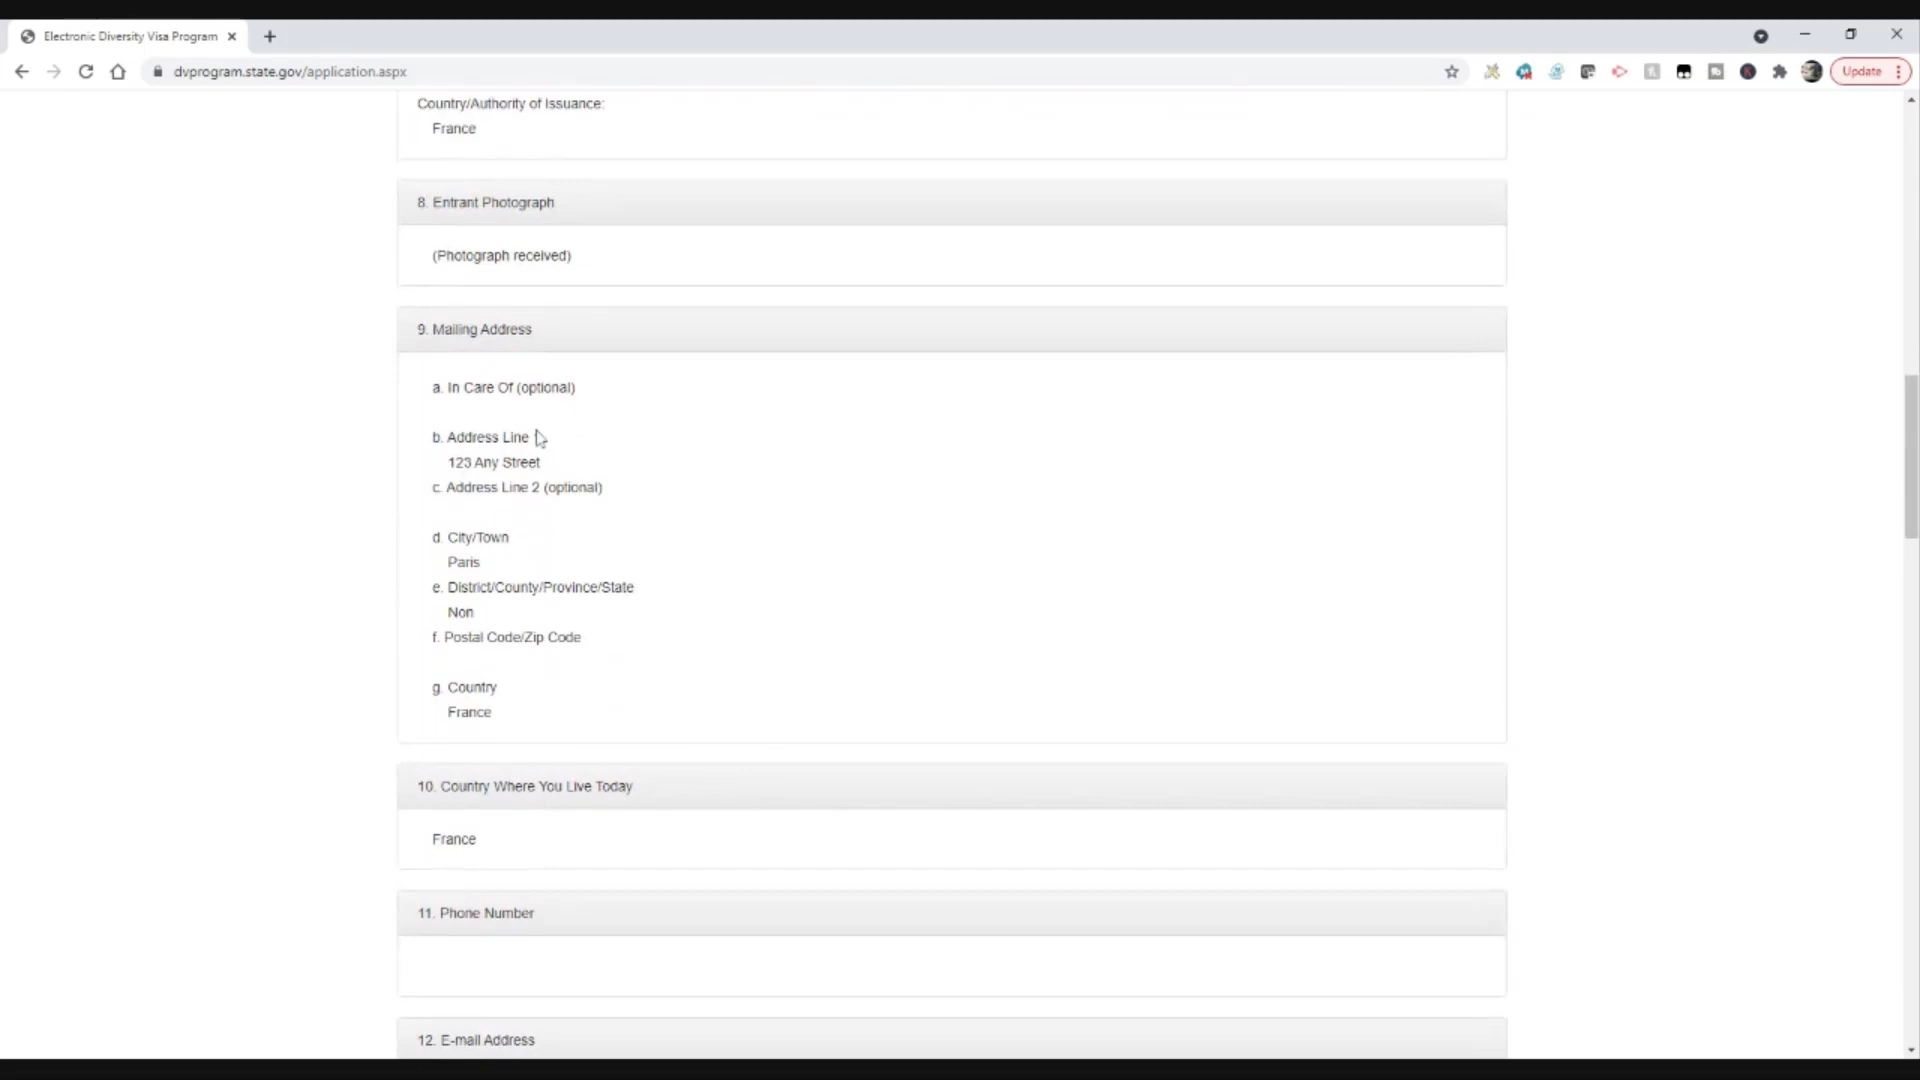 Electronic Diversity Visa Program
dvprogram.state.gov/application.aspx
Update
Country/Authority of Issuance:
France
8. Entrant Photograph
(Photograph received)
9. Mailing Address
a. In Care Of (optional)
b. Address Line
123 Any Street
c. Address Line 2 (optional)
d. City/Town
Paris
e. District/County/Province/State
Non
f. Postal Code/Zip Code
g. Country
France
10. Country Where You Live Today
France
11. Phone Number
12. E-mail Address